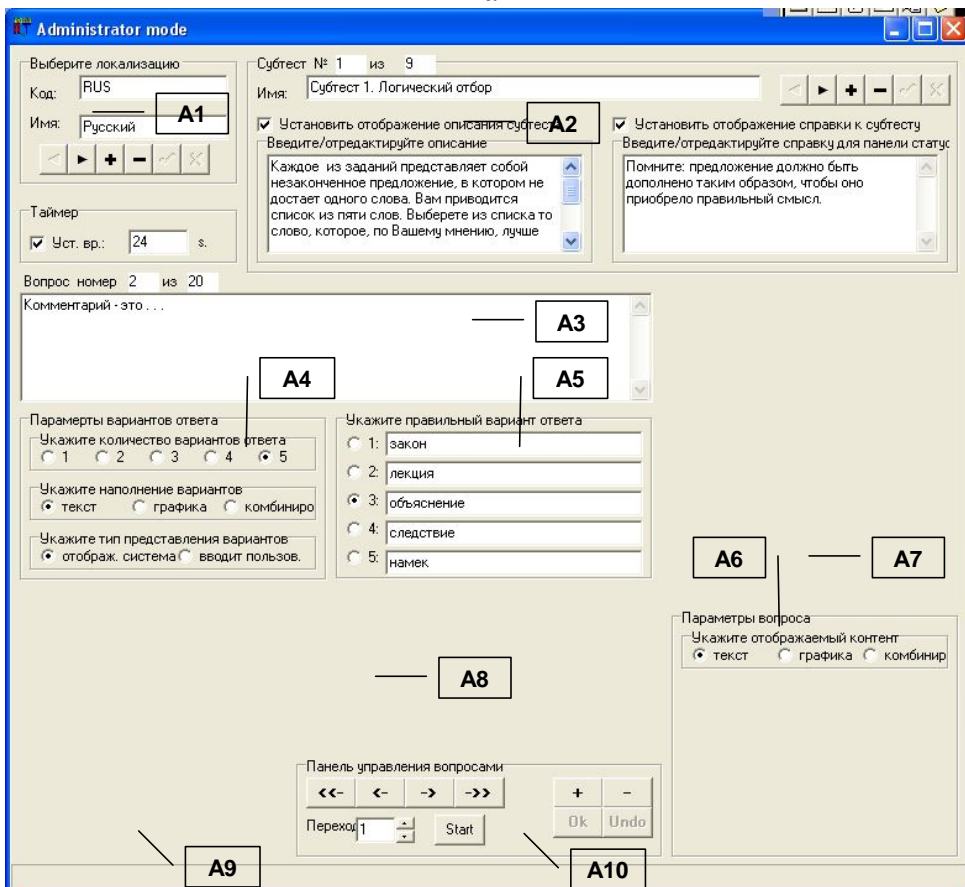 Administrator mode
Выберите локализацию
Код: RUS
A1
Имя: Русский
< ► + -
Субтест № 1 из 9
Имя: Субтест 1. Логический отбор
< ► + -
Установить отображение описания субтеста
A2
Установить отображение справки к субтесту
Введите/отредактируйте описание
Каждое из заданий представляет собой
незаконченное предложение, в котором не
достает одного слова. Вам приводится
список из пяти слов. Выберете из списка то
слово, которое, по Вашему мнению, лучше
Введите/отредактируйте справку для панели статус
Помните: предложение должно быть
дополнено таким образом, чтобы оно
приобрело правильный смысл.
Таймер
Уст. вр.: 24 s.
Вопрос номер 2 из 20
Комментарий - это . . .
A3
A4
A5
Парамерты вариантов ответа
Укажите количество вариантов ответа
1 2 3 4 5
Укажите наполнение вариантов
текст графика комбиниро
Укажите тип представления вариантов
отображ. система вводит пользов.
Укажите правильный вариант ответа
1: закон
2: лекция
3: объяснение
4: следствие
5: намек
A6
A7
Параметры вопроса
Укажите отображаемый контент
текст графика комбинир
A8
Панель управления вопросами
<<- <- -> ->> + -
Переход 1 Start Ok Undo
A9
A10